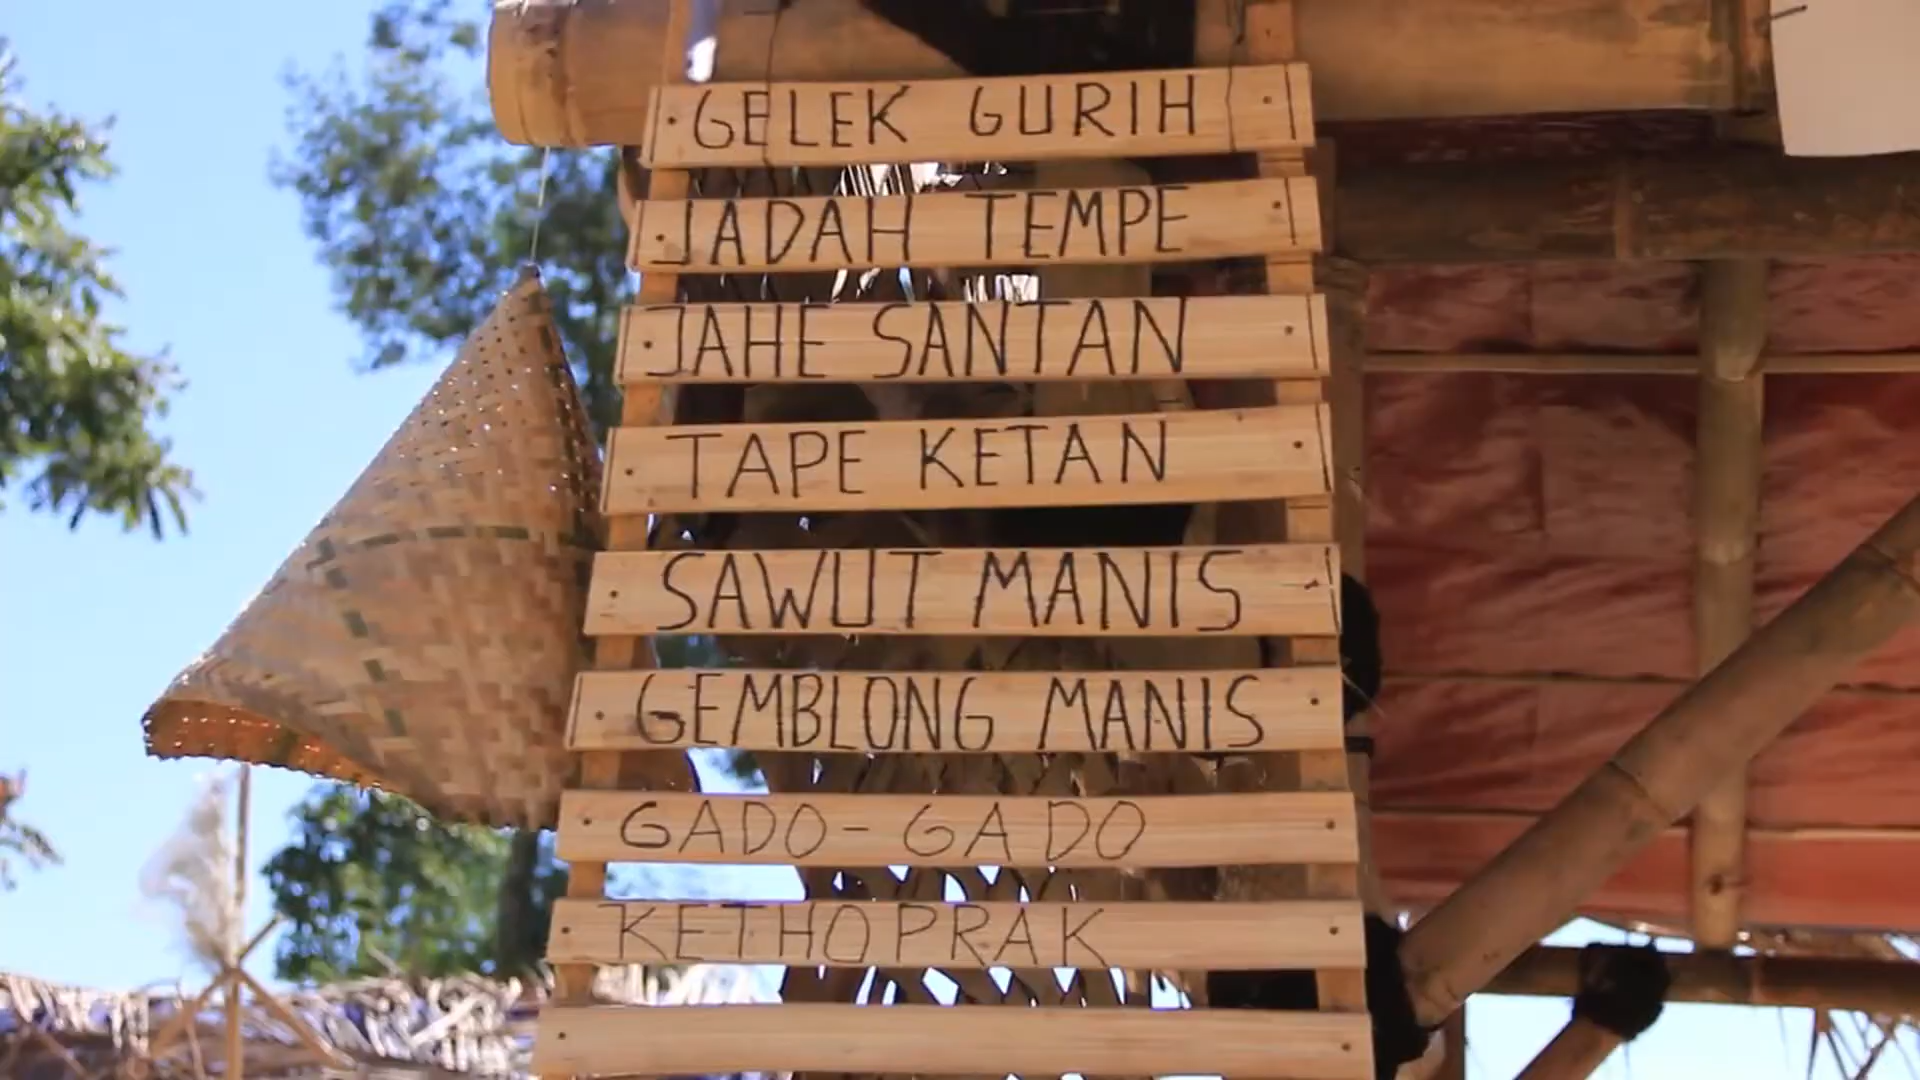 GELEK GURIH
JADAH TEMPE
JAHE SANTAN
TAPE KETAN
SAWUT MANIS
GEMBLONG MANIS
GADO-GADO
KETHOPRAK